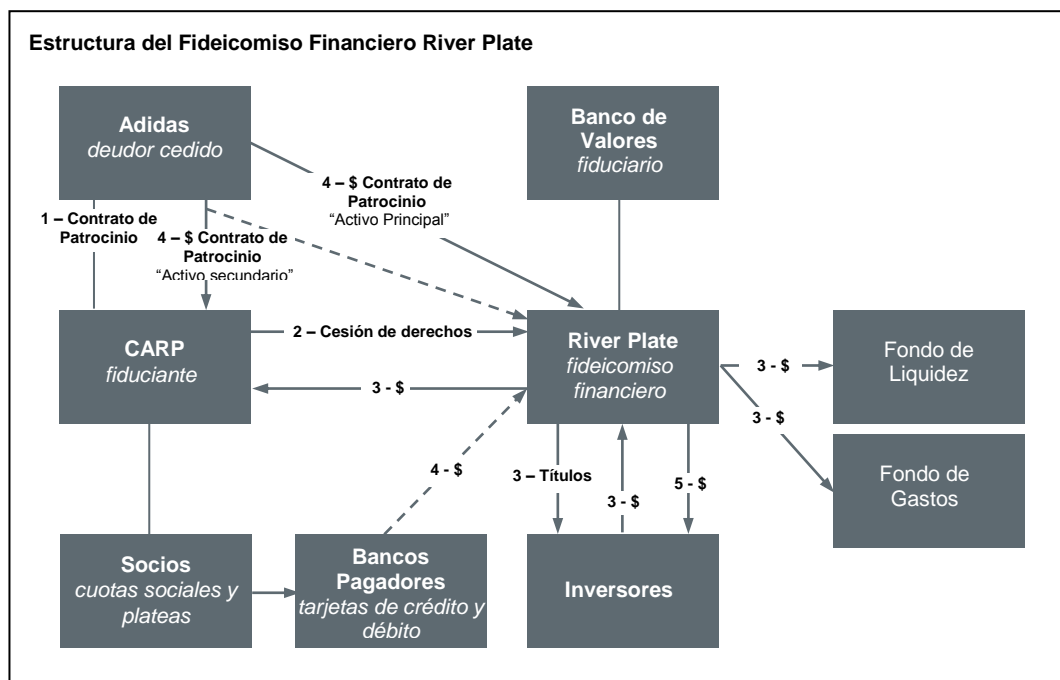 Estructura del Fideicomiso Financiero River Plate
Adidas
deudor cedido
Banco de
Valores
fiduciario
4 – $ Contrato de
Patrocinio
“Activo Principal”
1 – Contrato de
Patrocinio
4 – $ Contrato de
Patrocinio
“Activo secundario”
CARP
fiduciante
2 – Cesión de derechos
3 - $
River Plate
fideicomiso
financiero
3 - $
Fondo de
Liquidez
3 - $
Fondo de
Gastos
4 - $
3 – Títulos
3 - $
5 - $
Socios
cuotas sociales y
plateas
Bancos
Pagadores
tarjetas de crédito y
débito
Inversores